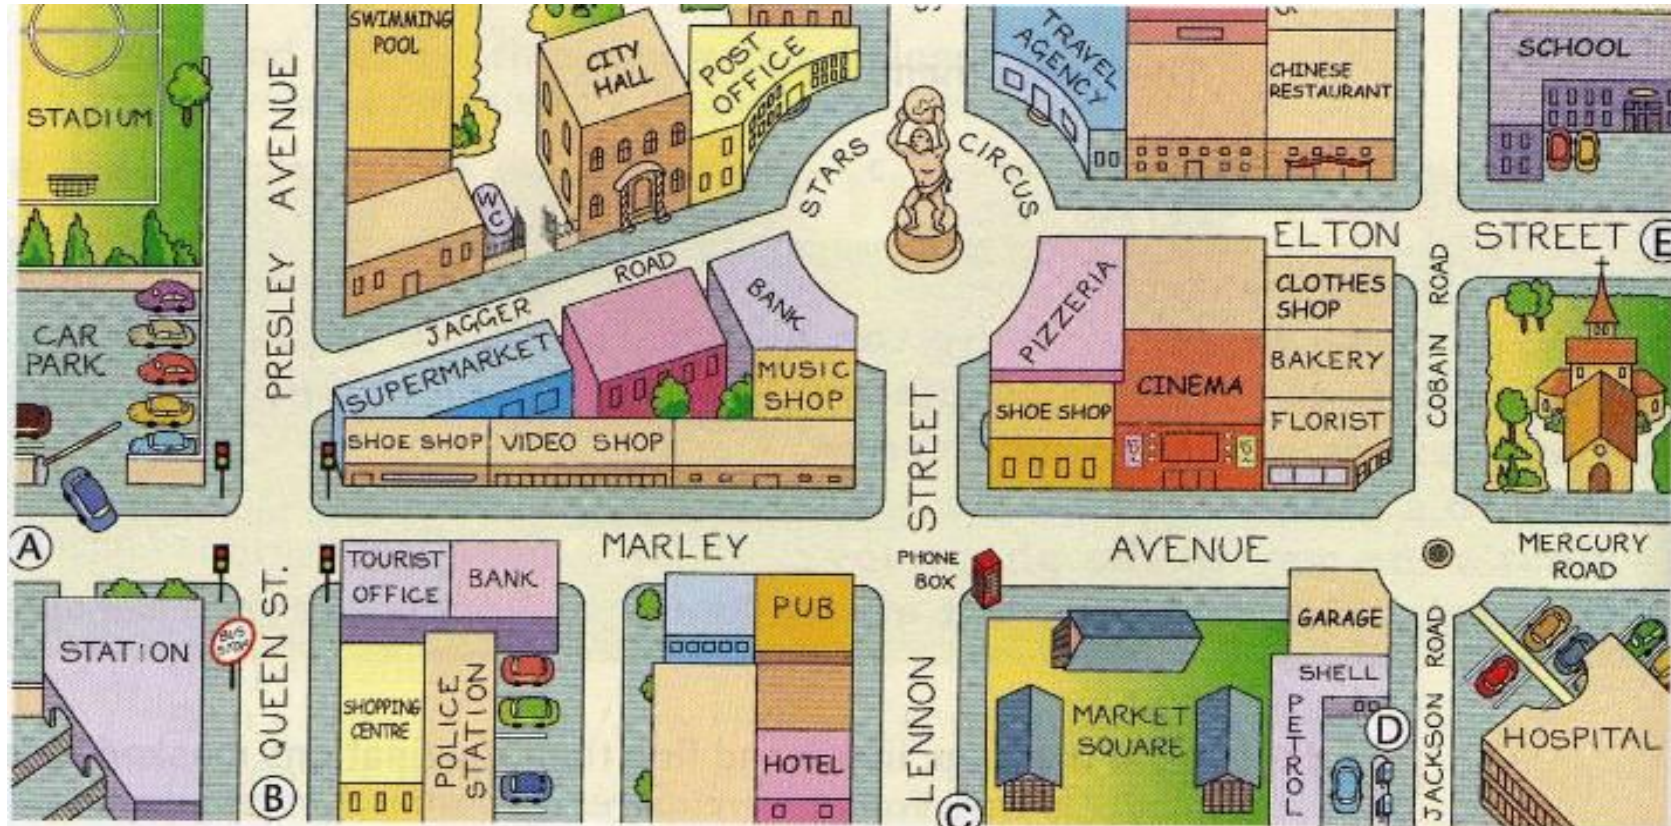 SWIMMING
POOL
CITY
HALL
POST
OFFICE
TRAVEL
AGENCY
CHINESE
RESTAURANT
SCHOOL
STADIUM
PRESLEY AVENUE
WC
STARS
CIRCUS
ELTON
STREET
E
JAGGER
ROAD
BANK
PIZZERIA
CLOTHES
SHOP
COBAIN ROAD
CAR
PARK
SUPERMARKET
MUSIC
SHOP
SHOE SHOP
CINEMA
BAKERY
FLORIST
SHOE SHOP
VIDEO SHOP
LENNON STREET
A
MARLEY
AVENUE
PHONE
BOX
MERCURY
ROAD
TOURIST
OFFICE
BANK
PUB
GARAGE
STATION
BUS
STOP
QUEEN ST.
B
SHOPPING
CENTRE
POLICE
STATION
HOTEL
C
MARKET
SQUARE
SHELL
PETROL
D
JACKSON ROAD
HOSPITAL